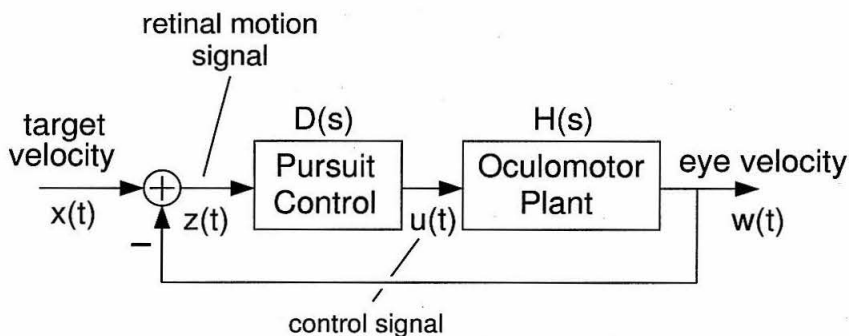 retinal motion
signal
D(s)
H(s)
target
velocity
Pursuit
Control
Oculomotor
Plant
eye velocity
+
x(t)
z(t)
u(t)
w(t)
−
control signal